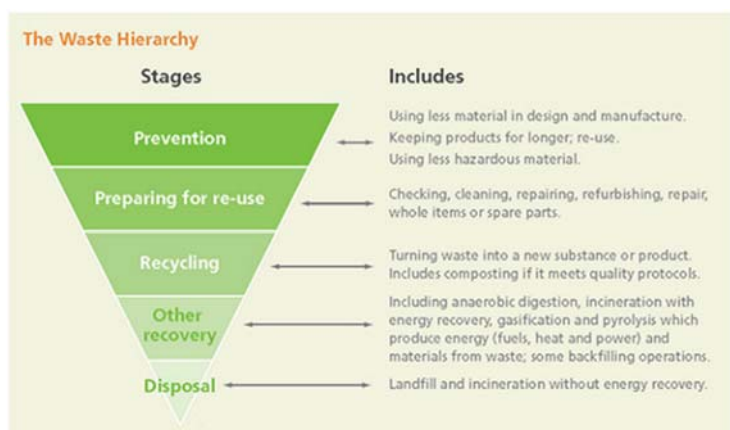 The Waste Hierarchy
Stages
Includes
Prevention
Using less material in design and manufacture.
Keeping products for longer; re-use.
Using less hazardous material.
Preparing for re-use
Checking, cleaning, repairing, refurbishing, repair,
whole items or spare parts.
Recycling
Turning waste into a new substance or product.
Includes composting if it meets quality protocols.
Other
recovery
Including anaerobic digestion, incineration with
energy recovery, gasification and pyrolysis which
produce energy (fuels, heat and power) and
materials from waste; some backfilling operations.
Disposal
Landfill and incineration without energy recovery.